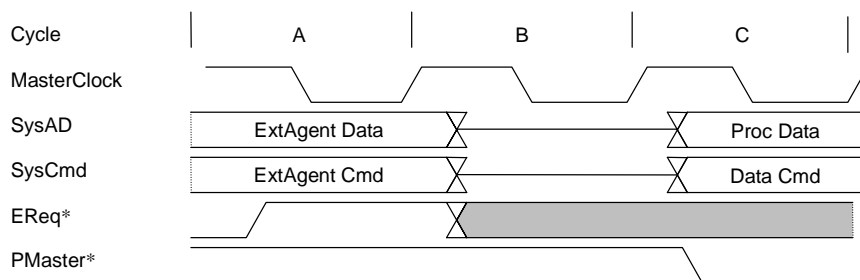 Cycle A B C
MasterClock
SysAD ExtAgent Data Proc Data
SysCmd ExtAgent Cmd Data Cmd
EReq*
PMaster*